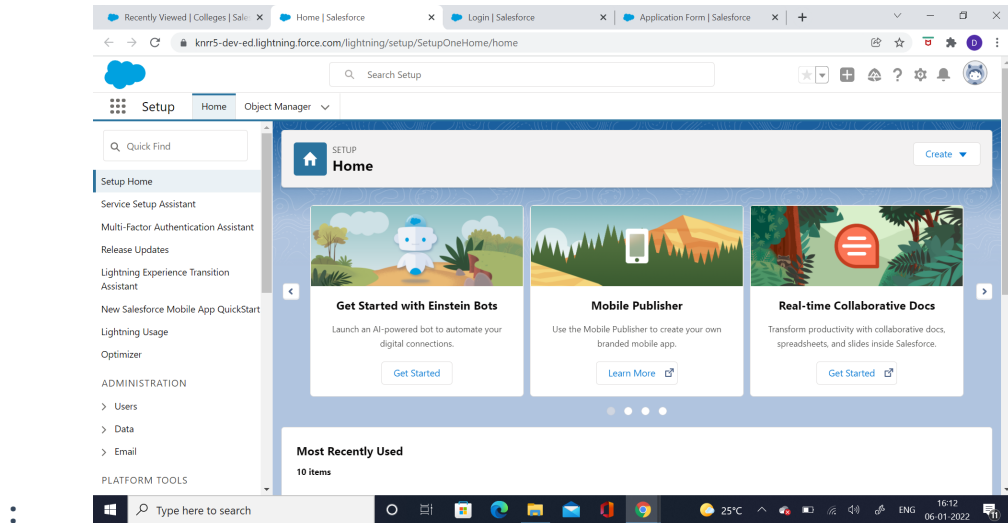 Recently Viewed | Colleges | Sale
Home | Salesforce
Login | Salesforce
Application Form | Salesforce
knrr5-dev-ed.lightning.force.com/lightning/setup/SetupOneHome/home
D
Search Setup
Setup
Home
Object Manager
Quick Find
Setup Home
Service Setup Assistant
Multi-Factor Authentication Assistant
Release Updates
Lightning Experience Transition
Assistant
New Salesforce Mobile App QuickStart
Lightning Usage
Optimizer
ADMINISTRATION
Users
Data
Email
PLATFORM TOOLS
SETUP
Home
Create
Get Started with Einstein Bots
Launch an AI-powered bot to automate your
digital connections.
Get Started
Mobile Publisher
Use the Mobile Publisher to create your own
branded mobile app.
Learn More
Real-time Collaborative Docs
Transform productivity with collaborative docs,
spreadsheets, and slides inside Salesforce.
Get Started
Most Recently Used
10 items
Type here to search
25°C
ENG
16:12
06-01-2022
11